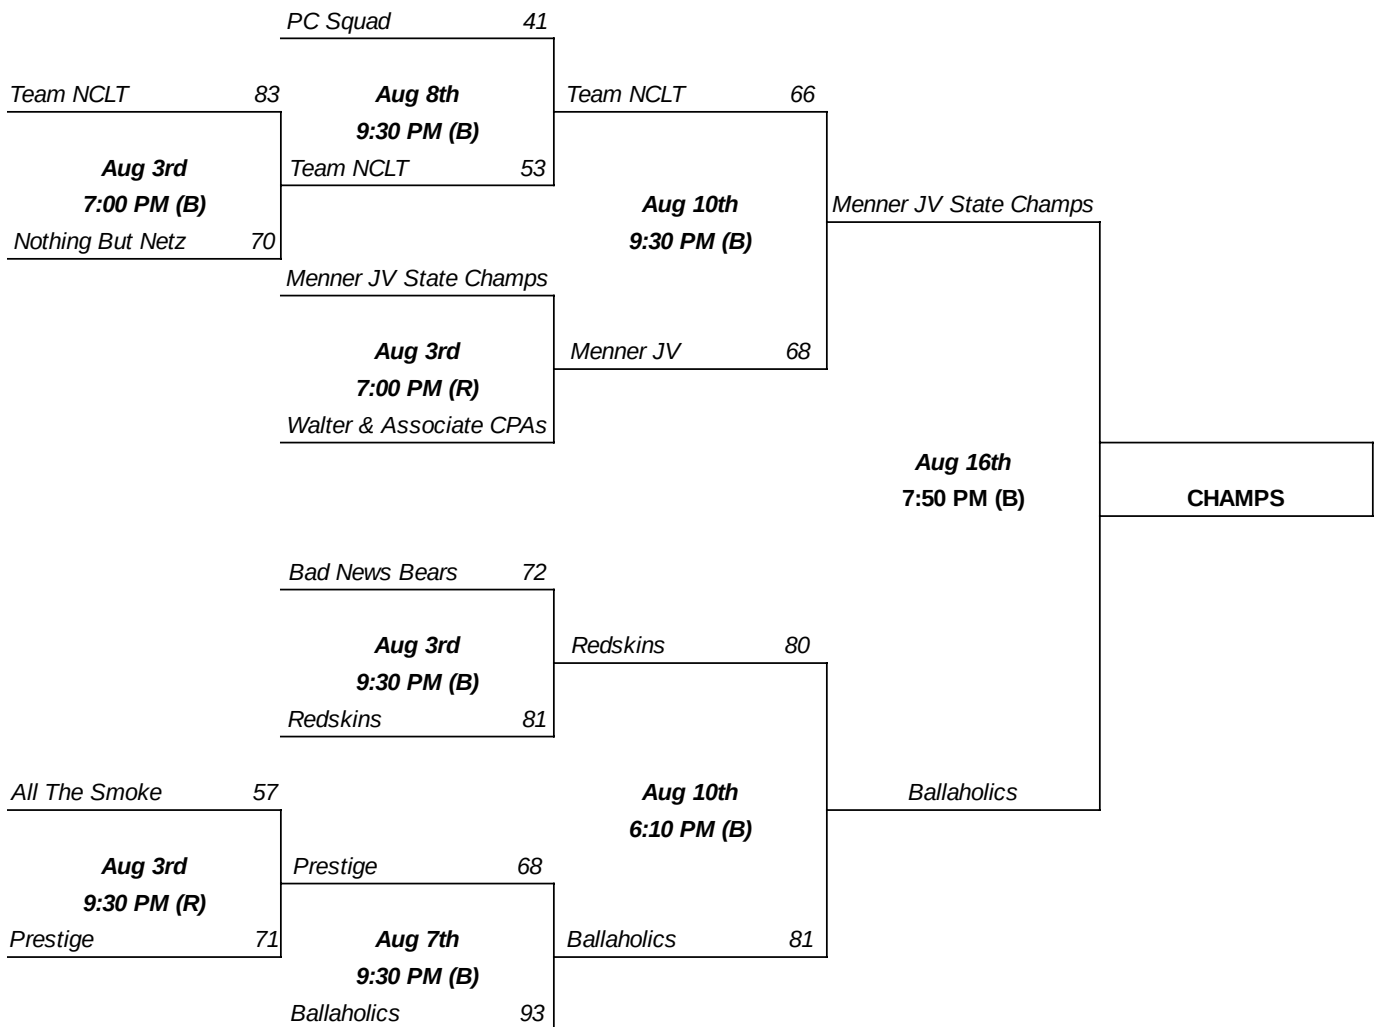 PC Squad 41
Team NCLT 83 Aug 8th Team NCLT 66
9:30 PM (B)
Aug 3rd Team NCLT 53
7:00 PM (B) Aug 10th Menner JV State Champs
Nothing But Netz 70 9:30 PM (B)
Menner JV State Champs
Aug 3rd Menner JV 68
7:00 PM (R)
Walter & Associate CPAs
Aug 16th
7:50 PM (B) CHAMPS
Bad News Bears 72
Aug 3rd Redskins 80
9:30 PM (B)
Redskins 81
All The Smoke 57 Aug 10th Ballaholics
6:10 PM (B)
Aug 3rd Prestige 68
9:30 PM (R)
Prestige 71 Aug 7th Ballaholics 81
9:30 PM (B)
Ballaholics 93